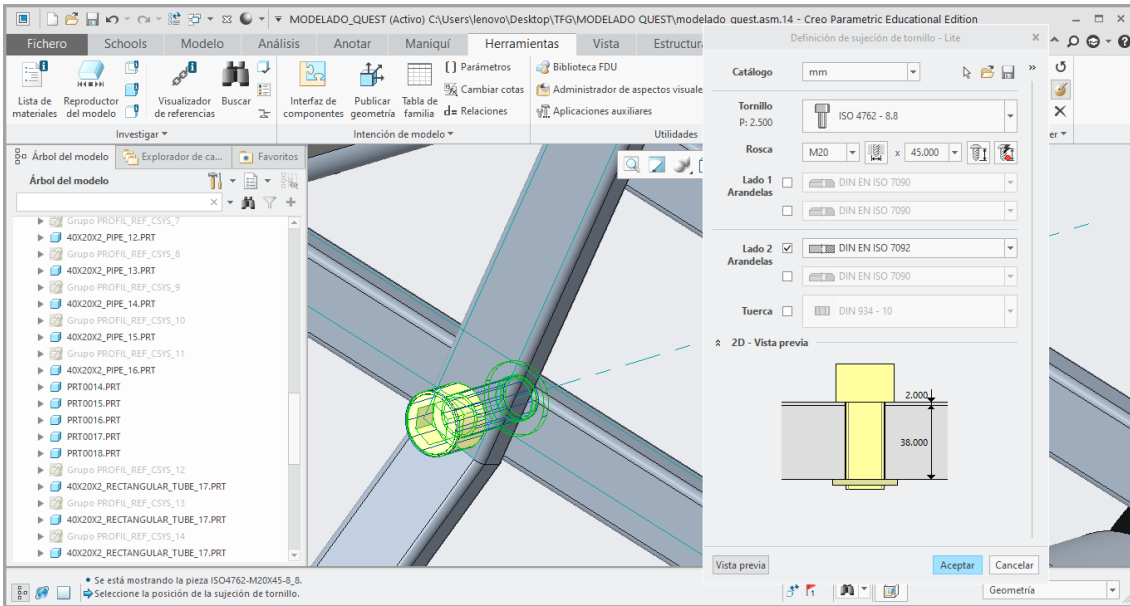 MODELADO_QUEST (Activo) C:\Users\lenovo\Desktop\TFG\MODELADO QUEST\modelado_quest.asm.14 - Creo Parametric Educational Edition
Fichero Schools Modelo Análisis Anotar Maniquí Herramientas Vista Estructur
Lista de materiales
Reproductor del modelo
Visualizador de referencias
Buscar
Investigar
Interfaz de componentes
Publicar geometría
Tabla de familia
[ ] Parámetros
Cambiar cotas
d= Relaciones
Intención de modelo
Biblioteca FDU
Administrador de aspectos visuale
Aplicaciones auxiliares
Utilidades
er
Árbol del modelo Explorador de ca... Favoritos
Árbol del modelo
Grupo PROFIL_REF_CSYS_7
40X20X2_PIPE_12.PRT
Grupo PROFIL_REF_CSYS_8
40X20X2_PIPE_13.PRT
Grupo PROFIL_REF_CSYS_9
40X20X2_PIPE_14.PRT
Grupo PROFIL_REF_CSYS_10
40X20X2_PIPE_15.PRT
Grupo PROFIL_REF_CSYS_11
40X20X2_PIPE_16.PRT
PRT0014.PRT
PRT0015.PRT
PRT0016.PRT
PRT0017.PRT
PRT0018.PRT
Grupo PROFIL_REF_CSYS_12
40X20X2_RECTANGULAR_TUBE_17.PRT
Grupo PROFIL_REF_CSYS_13
40X20X2_RECTANGULAR_TUBE_17.PRT
Grupo PROFIL_REF_CSYS_14
40X20X2_RECTANGULAR_TUBE_17.PRT
Definición de sujeción de tornillo - Lite
Catálogo mm
Tornillo
P: 2.500
ISO 4762 - 8.8
Rosca M20 x 45.000
Lado 1
Arandelas
DIN EN ISO 7090
DIN EN ISO 7090
Lado 2
Arandelas
DIN EN ISO 7092
DIN EN ISO 7090
Tuerca DIN 934 - 10
2D - Vista previa
2.000
38.000
Vista previa Aceptar Cancelar
Se está mostrando la pieza ISO4762-M20X45-8_8.
Seleccione la posición de la sujeción de tornillo.
Geometría